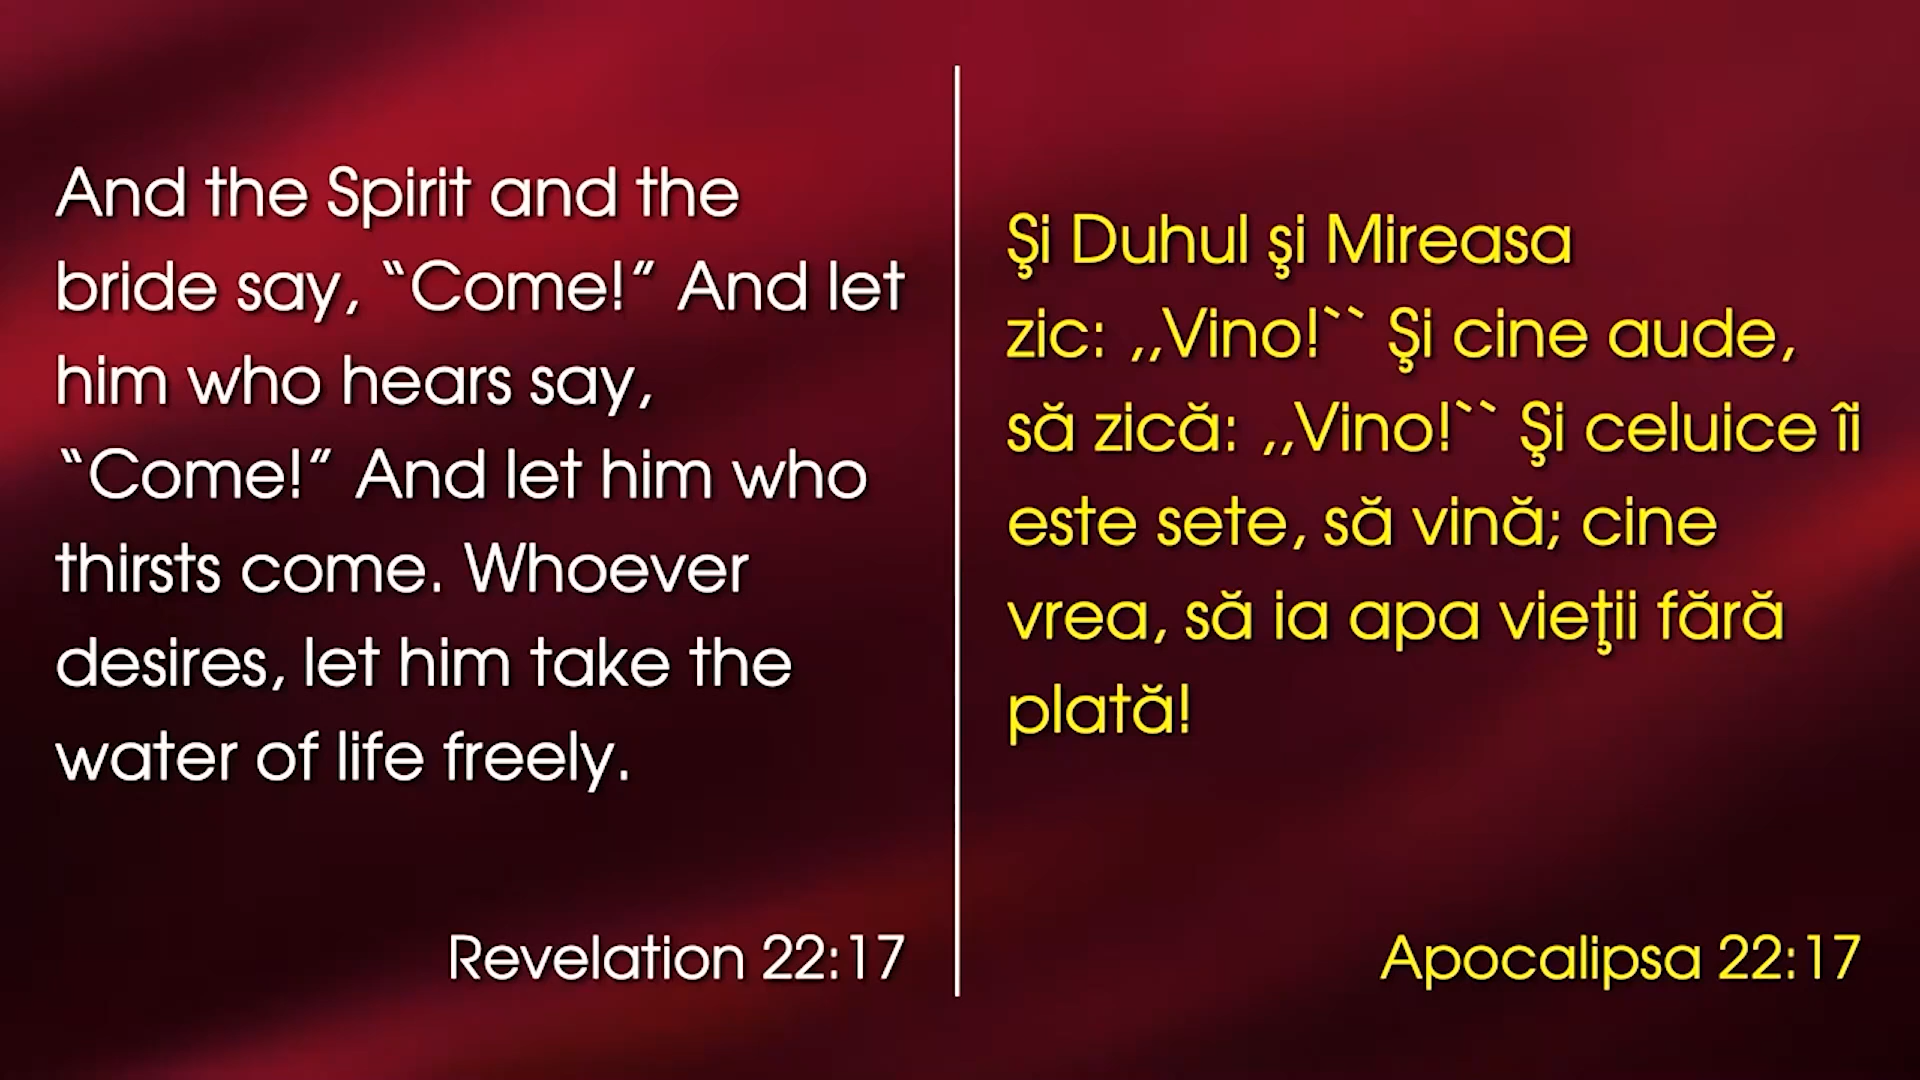 And the Spirit and the
bride say, “Come!” And let
him who hears say,
“Come!” And let him who
thirsts come. Whoever
desires, let him take the
water of life freely.
Revelation 22:17
Şi Duhul şi Mireasa
zic: ,,Vino!`` Şi cine aude,
să zică: ,,Vino!`` Şi celuice îi
este sete, să vină; cine
vrea, să ia apa vieţii fără
plată!
Apocalipsa 22:17